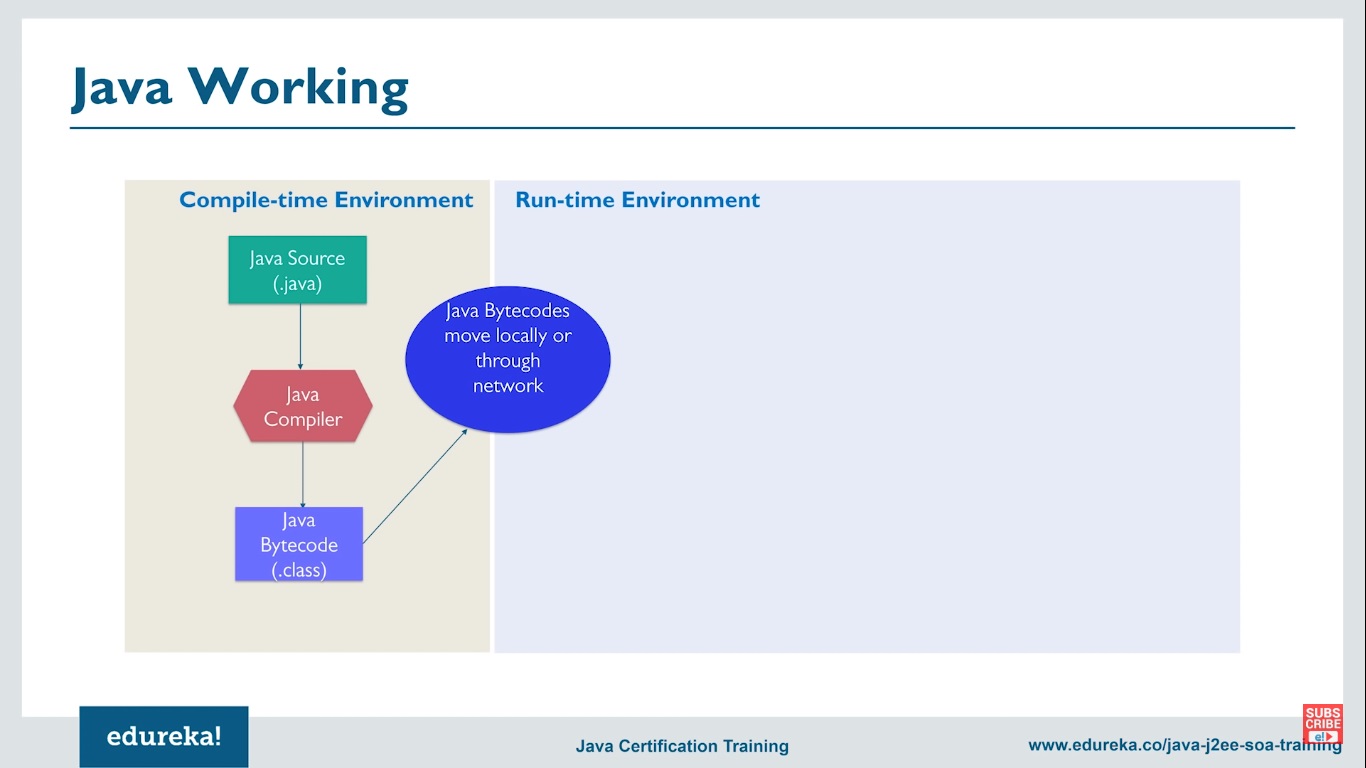 Java Working
Compile-time Environment
Run-time Environment
Java Source
(.java)
Java Bytecodes
move locally or
through
network
Java
Compiler
Java
Bytecode
(.class)
edureka!
Java Certification Training
www.edureka.co/java-j2ee-soa-training
SUBS
CRIBE
e!